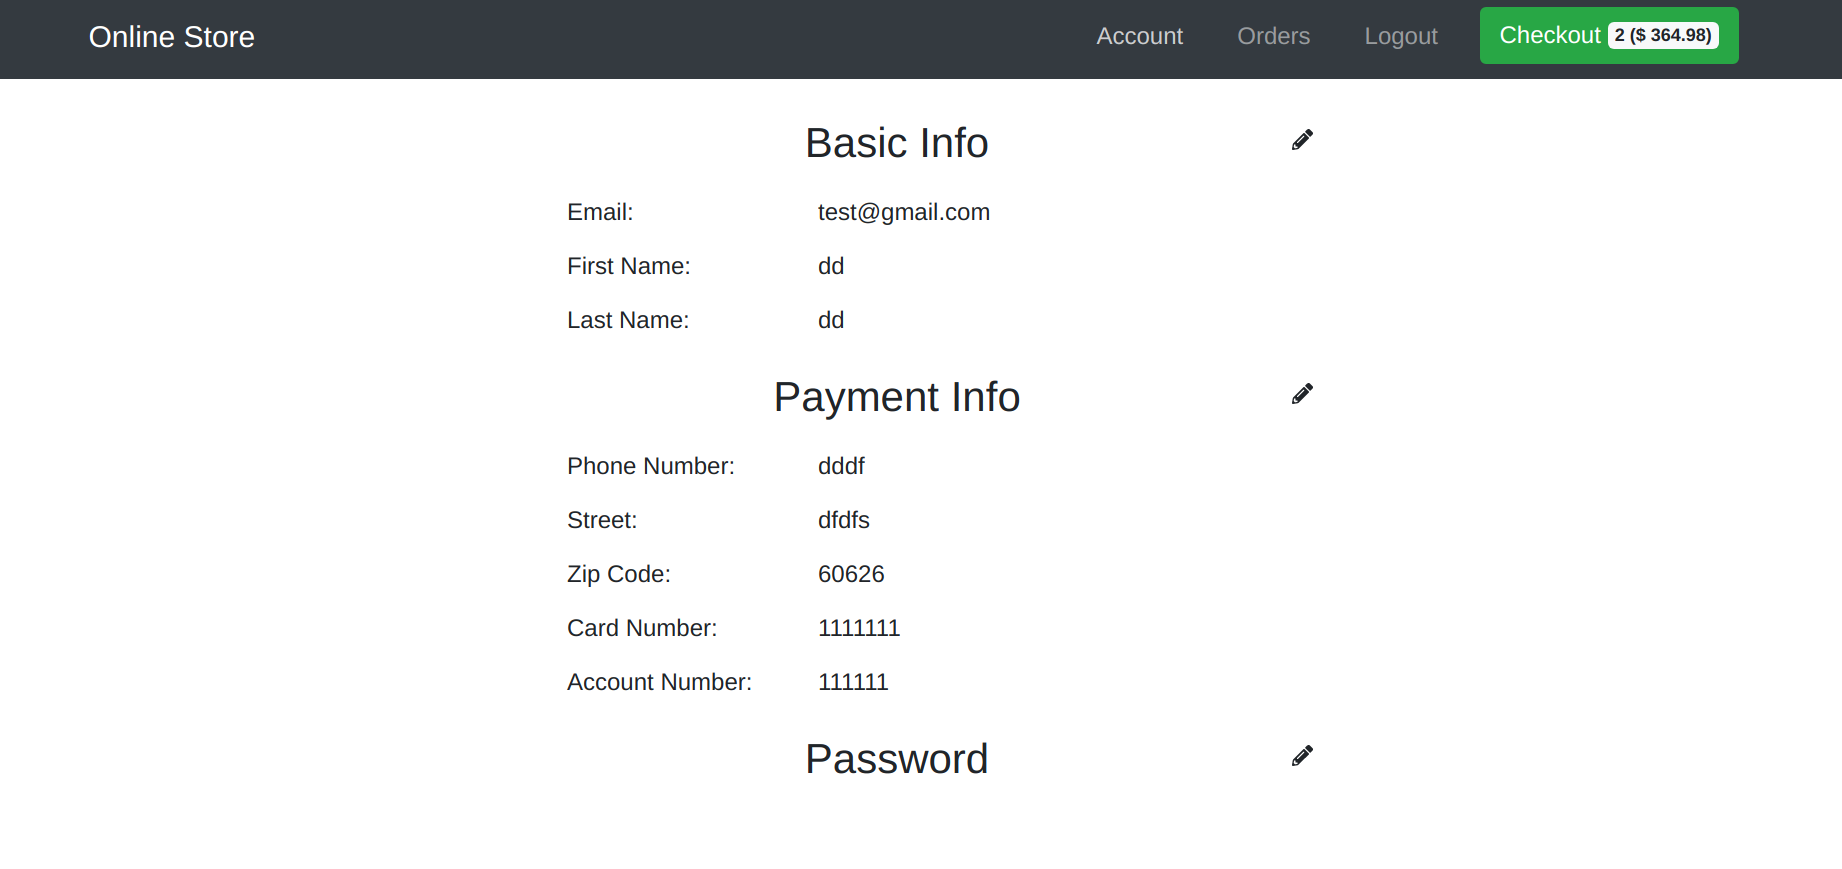 Online Store Account Orders Logout Checkout 2 ($ 364.98)
Basic Info
Email: test@gmail.com
First Name: dd
Last Name: dd
Payment Info
Phone Number: dddf
Street: dfdfs
Zip Code: 60626
Card Number: 1111111
Account Number: 111111
Password